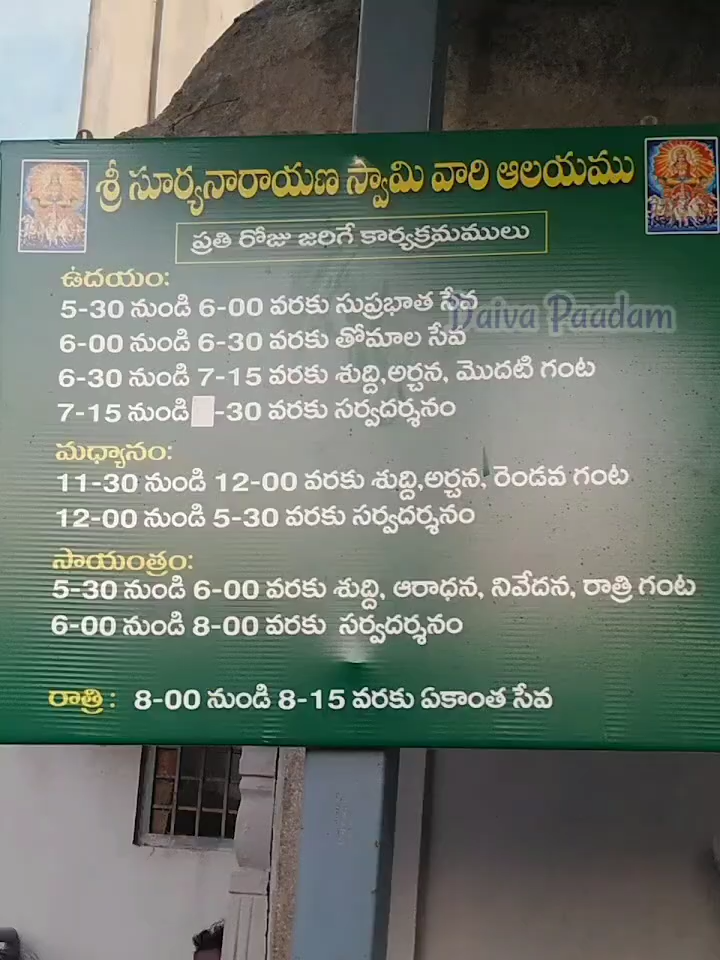 శ్రీ సూర్యనారాయణ స్వామి వారి ఆలయము
ప్రతి రోజు జరిగే కార్యక్రమములు
ఉదయం:
5-30 నుండి 6-00 వరకు సుప్రభాత సేవ
Daiva Paadam
6-00 నుండి 6-30 వరకు తోమాల సేవ
6-30 నుండి 7-15 వరకు శుద్ది,అర్చన, మొదటి గంట
7-15 నుండి -30 వరకు సర్వదర్శనం
మధ్యానం:
11-30 నుండి 12-00 వరకు శుద్ది,అర్చన, రెండవ గంట
12-00 నుండి 5-30 వరకు సర్వదర్శనం
సాయంత్రం:
5-30 నుండి 6-00 వరకు శుద్ది, ఆరాధన, నివేదన, రాత్రి గంట
6-00 నుండి 8-00 వరకు సర్వదర్శనం
రాత్రి : 8-00 నుండి 8-15 వరకు ఏకాంత సేవ